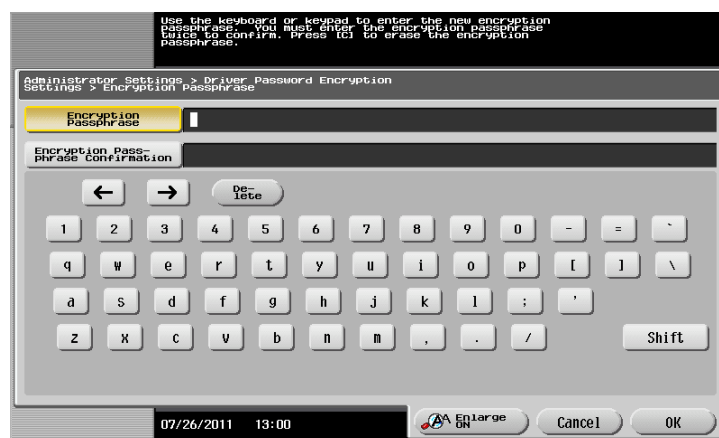 Use the keyboard or keypad to enter the new encryption
passphrase. You must enter the encryption passphrase
twice to confirm. Press [C] to erase the encryption
passphrase.
Administrator Settings > Driver Password Encryption
Settings > Encryption Passphrase
Encryption
Passphrase
Encryption Pass-
phrase Confirmation
← → De-
lete
1 2 3 4 5 6 7 8 9 0 - = `
q w e r t y u i o p [ ] \
a s d f g h j k l ; '
z x c v b n m , . / Shift
07/26/2011 13:00 A A Enlarge
ON Cancel OK